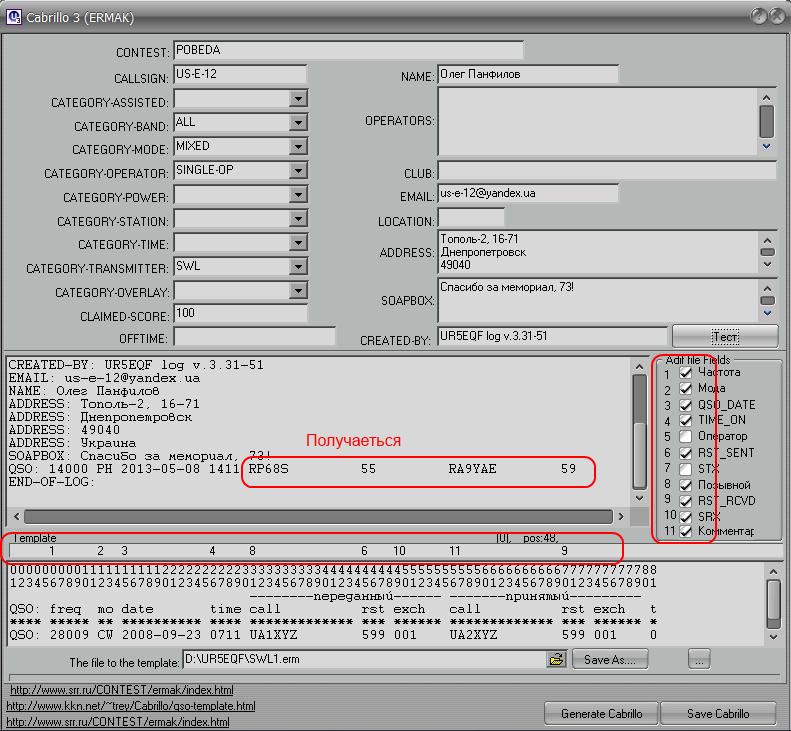 Cabrillo 3 (ERMAK)
CONTEST: POBEDA
CALLSIGN: US-E-12
NAME: Олег Панфилов
CATEGORY-ASSISTED:
OPERATORS:
CATEGORY-BAND: ALL
CATEGORY-MODE: MIXED
CATEGORY-OPERATOR: SINGLE-OP
CLUB:
CATEGORY-POWER:
EMAIL: us-e-12@yandex.ua
CATEGORY-STATION:
LOCATION:
CATEGORY-TIME:
ADDRESS: Тополь-2, 16-71
Днепропетровск
49040
CATEGORY-TRANSMITTER: SWL
CATEGORY-OVERLAY:
SOAPBOX: Спасибо за мемориал, 73!
CLAIMED-SCORE: 100
OFFTIME:
CREATED-BY: UR5EQF log v.3.31-51
Тест
CREATED-BY: UR5EQF log v.3.31-51
EMAIL: us-e-12@yandex.ua
NAME: Олег Панфилов
ADDRESS: Тополь-2, 16-71
ADDRESS: Днепропетровск
ADDRESS: 49040
ADDRESS: Украина
SOAPBOX: Спасибо за мемориал, 73!
Получаеться
QSO: 14000 PH 2013-05-08 1411 RP68S 55 RA9YAE 59
END-OF-LOG:
Adif file Fields
1 Частота
2 Мода
3 QSO_DATE
4 TIME_ON
5 Оператор
6 RST_SENT
7 STX
8 Позывной
9 RST_RCVD
10 SRX
11 Комментар
Template [0], pos:48,
1 2 3 4 8 6 10 11 9
000000000111111111122222222223333333333444444444455555555556666666666777777777788
123456789012345678901234567890123456789012345678901234567890123456789012345678901
--------переданный------ --------принятый---------
QSO: freq mo date time call rst exch call rst exch t
**** ***** ** ********** **** ************* *** ****** ************* *** ****** *
QSO: 28009 CW 2008-09-23 0711 UA1XYZ 599 001 UA2XYZ 599 001 0
The file to the template: D:\UR5EQF\SWL1.erm Save As.... ...
http://www.srr.ru/CONTEST/ermak/index.html
http://www.kkn.net/~trey/Cabrillo/qso-template.html
http://www.srr.ru/CONTEST/ermak/index.html
Generate Cabrillo Save Cabrillo